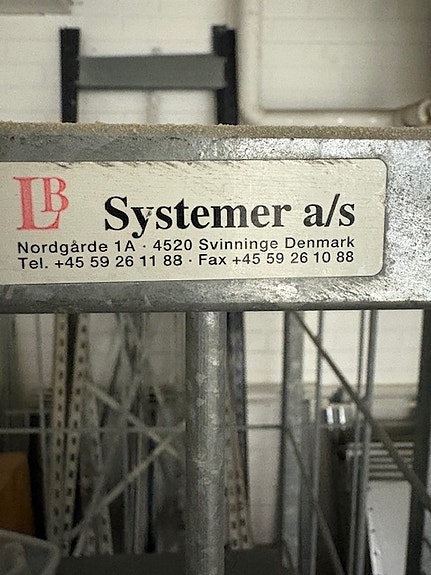 LB Systemer a/s
Nordgårde 1A · 4520 Svinninge Denmark
Tel. +45 59 26 11 88 · Fax +45 59 26 10 88